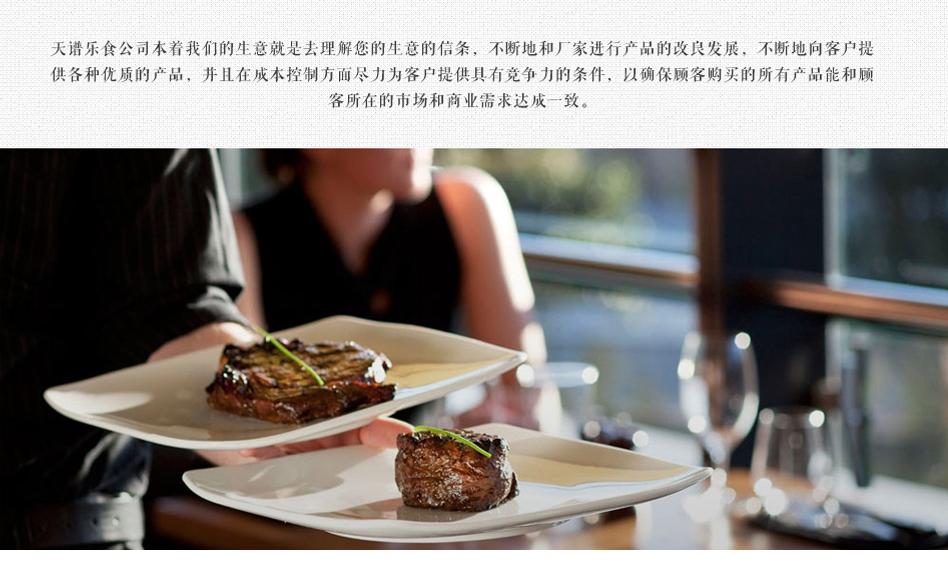 天谱乐食公司本着我们的生意就是去理解您的生意的信条，不断地和厂家进行产品的改良发展，不断地向客户提
供各种优质的产品，并且在成本控制方面尽力为客户提供具有竞争力的条件，以确保顾客购买的所有产品能和顾
客所在的市场和商业需求达成一致。